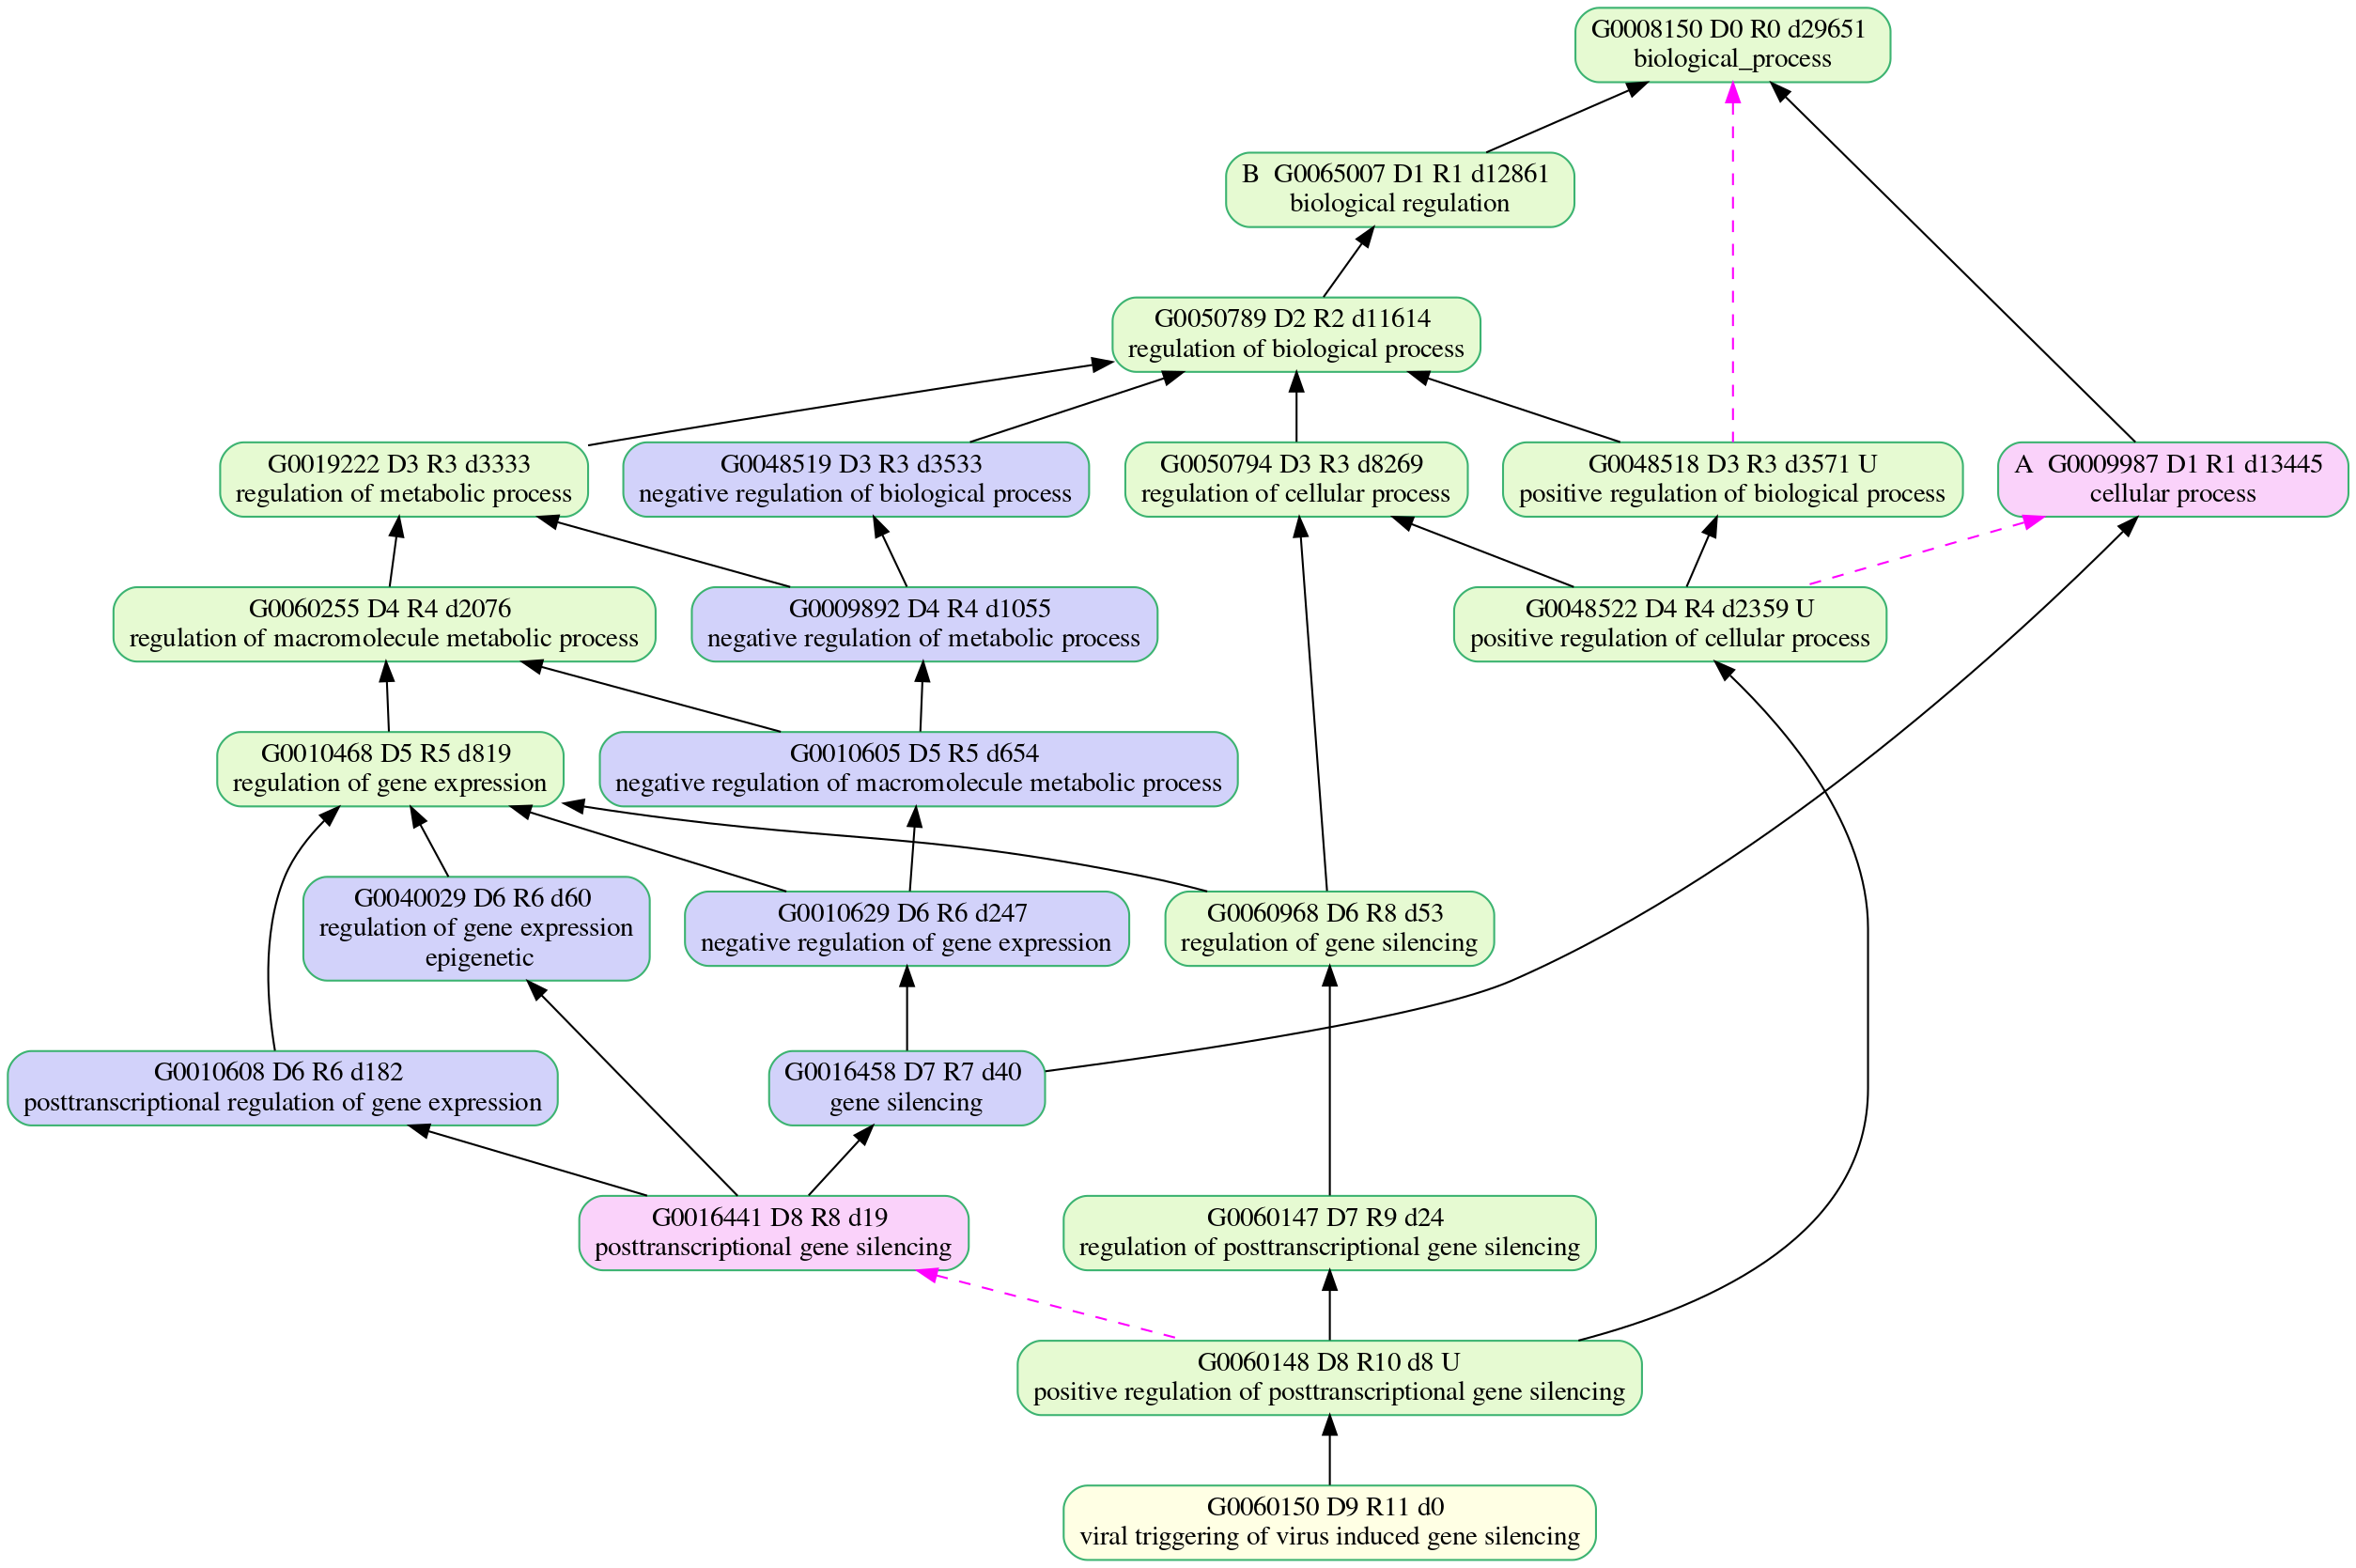 G0008150 D0 R0 d29651
biological_process
B  G0065007 D1 R1 d12861
biological regulation
G0050789 D2 R2 d11614
regulation of biological process
G0019222 D3 R3 d3333
regulation of metabolic process
G0048519 D3 R3 d3533
negative regulation of biological process
G0050794 D3 R3 d8269
regulation of cellular process
G0048518 D3 R3 d3571 U
positive regulation of biological process
A  G0009987 D1 R1 d13445
cellular process
G0060255 D4 R4 d2076
regulation of macromolecule metabolic process
G0009892 D4 R4 d1055
negative regulation of metabolic process
G0048522 D4 R4 d2359 U
positive regulation of cellular process
G0010468 D5 R5 d819
regulation of gene expression
G0010605 D5 R5 d654
negative regulation of macromolecule metabolic process
G0040029 D6 R6 d60
regulation of gene expression
epigenetic
G0010629 D6 R6 d247
negative regulation of gene expression
G0060968 D6 R8 d53
regulation of gene silencing
G0010608 D6 R6 d182
posttranscriptional regulation of gene expression
G0016458 D7 R7 d40
gene silencing
G0016441 D8 R8 d19
posttranscriptional gene silencing
G0060147 D7 R9 d24
regulation of posttranscriptional gene silencing
G0060148 D8 R10 d8 U
positive regulation of posttranscriptional gene silencing
G0060150 D9 R11 d0
viral triggering of virus induced gene silencing